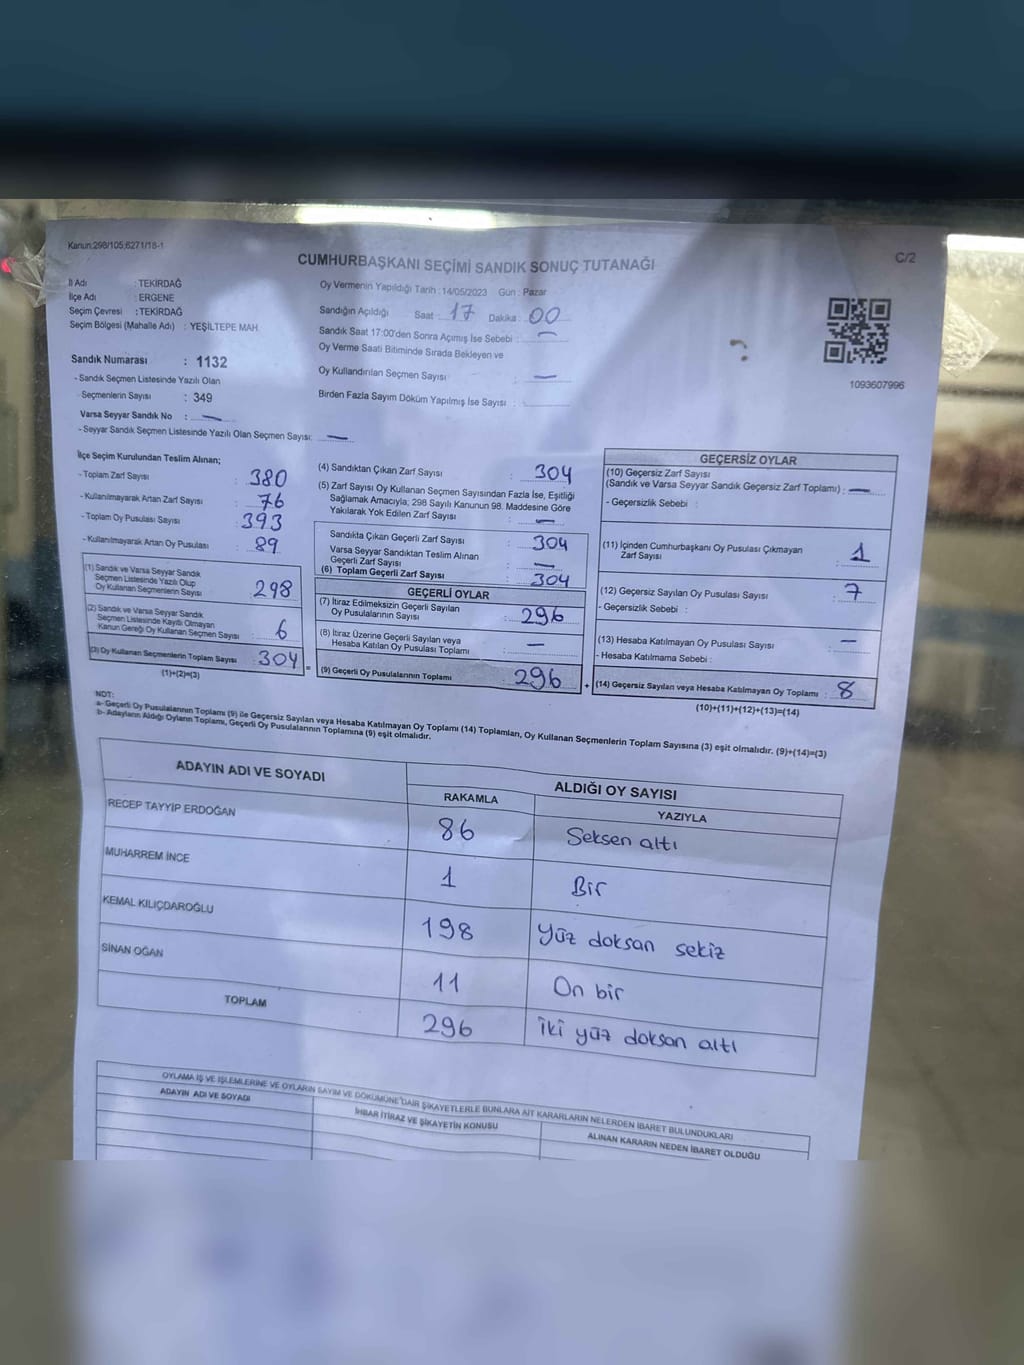 Kanun:298/105,6271/18-1
C/2
CUMHURBAŞKANI SEÇİMİ SANDIK SONUÇ TUTANAĞI
İl Adı : TEKİRDAĞ
İlçe Adı : ERGENE
Seçim Çevresi : TEKİRDAĞ
Seçim Bölgesi (Mahalle Adı) : YEŞİLTEPE MAH.
Sandık Numarası : 1132
- Sandık Seçmen Listesinde Yazılı Olan
Seçmenlerin Sayısı : 349
Varsa Seyyar Sandık No : —
- Seyyar Sandık Seçmen Listesinde Yazılı Olan Seçmen Sayısı: —
Oy Vermenin Yapıldığı Tarih : 14/05/2023 Gün : Pazar
Sandığın Açıldığı Saat : 17 Dakika : 00
Sandık Saat 17:00'den Sonra Açımış İse Sebebi : —
Oy Verme Saati Bitiminde Sırada Bekleyen ve
Oy Kullandırılan Seçmen Sayısı : —
Birden Fazla Sayım Döküm Yapılmış İse Sayısı :
1093607996
İlçe Seçim Kurulundan Teslim Alınan;
- Toplam Zarf Sayısı : 380
- Kullanılmayarak Artan Zarf Sayısı : 76
- Toplam Oy Pusulası Sayısı : 393
- Kullanılmayarak Artan Oy Pusulası : 89
(1) Sandık ve Varsa Seyyar Sandık
Seçmen Listesinde Yazılı Olup
Oy Kullanan Seçmenlerin Sayısı : 298
(2) Sandık ve Varsa Seyyar Sandık
Seçmen Listesinde Kayıtlı Olmayan
Kanun Gereği Oy Kullanan Seçmen Sayısı : 6
(3) Oy Kullanan Seçmenlerin Toplam Sayısı : 304
(1)+(2)=(3)
(4) Sandıktan Çıkan Zarf Sayısı : 304
(5) Zarf Sayısı Oy Kullanan Seçmen Sayısından Fazla İse, Eşitliği
Sağlamak Amacıyla; 298 Sayılı Kanunun 98. Maddesine Göre
Yakılarak Yok Edilen Zarf Sayısı : —
Sandıkta Çıkan Geçerli Zarf Sayısı : 304
Varsa Seyyar Sandıktan Teslim Alınan
Geçerli Zarf Sayısı : —
(6) Toplam Geçerli Zarf Sayısı : 304
GEÇERLİ OYLAR
(7) İtiraz Edilmeksizin Geçerli Sayılan
Oy Pusulalarının Sayısı : 296
(8) İtiraz Üzerine Geçerli Sayılan veya
Hesaba Katılan Oy Pusulası Toplamı : —
= (9) Geçerli Oy Pusulalarının Toplamı : 296
GEÇERSİZ OYLAR
(10) Geçersiz Zarf Sayısı
(Sandık ve Varsa Seyyar Sandık Geçersiz Zarf Toplamı) : —
- Geçersizlik Sebebi :
(11) İçinden Cumhurbaşkanı Oy Pusulası Çıkmayan
Zarf Sayısı : 1
(12) Geçersiz Sayılan Oy Pusulası Sayısı : 7
- Geçersizlik Sebebi :
(13) Hesaba Katılmayan Oy Pusulası Sayısı : —
- Hesaba Katılmama Sebebi :
+ (14) Geçersiz Sayılan veya Hesaba Katılmayan Oy Toplamı : 8
(10)+(11)+(12)+(13)=(14)
NOT:
a- Geçerli Oy Pusulalarının Toplamı (9) ile Geçersiz Sayılan veya Hesaba Katılmayan Oy Toplamı (14) Toplamları, Oy Kullanan Seçmenlerin Toplam Sayısına (3) eşit olmalıdır. (9)+(14)=(3)
b- Adayların Aldığı Oyların Toplamı, Geçerli Oy Pusulalarının Toplamına (9) eşit olmalıdır.
ADAYIN ADI VE SOYADI ALDIĞI OY SAYISI
RAKAMLA YAZIYLA
RECEP TAYYİP ERDOĞAN 86 Seksen altı
MUHARREM İNCE 1 Bir
KEMAL KILIÇDAROĞLU 198 Yüz doksan sekiz
SİNAN OĞAN 11 On bir
TOPLAM 296 İki yüz doksan altı
OYLAMA İŞ VE İŞLEMLERİNE VE OYLARIN SAYIM VE DÖKÜMÜNE DAİR ŞİKAYETLERLE BUNLARA AİT KARARLARIN NELERDEN İBARET BULUNDUKLARI
ADAYIN ADI VE SOYADI İHBAR İTİRAZ VE ŞİKAYETİN KONUSU ALINAN KARARIN NEDEN İBARET OLDUĞU